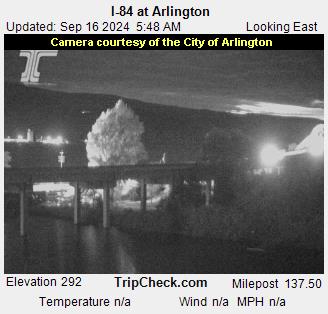 I-84 at Arlington
Updated: Sep 16 2024 5:48 AM Looking East
Camera courtesy of the City of Arlington
Elevation 292 TripCheck.com Milepost 137.50
Temperature n/a Wind n/a MPH n/a